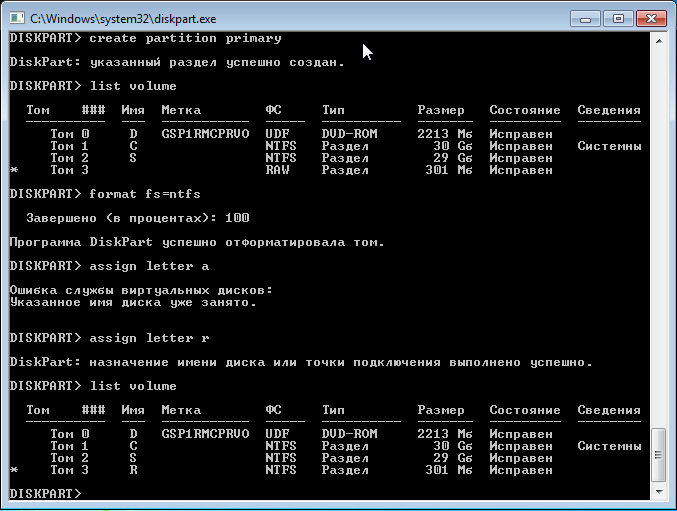 C:\Windows\system32\diskpart.exe
DISKPART> create partition primary
DiskPart: указанный раздел успешно создан.
DISKPART> list volume
Том ### Имя Метка ФС Тип Размер Состояние Сведения
---------- --- ----------- ----- ---------- ------- --------- --------
Том 0 D GSP1RMCPRVO UDF DVD-ROM 2213 Mб Исправен
Том 1 C NTFS Раздел 30 Gб Исправен Системны
Том 2 S NTFS Раздел 29 Gб Исправен
* Том 3 RAW Раздел 301 Mб Исправен
DISKPART> format fs=ntfs
Завершено (в процентах): 100
Программа DiskPart успешно отформатировала том.
DISKPART> assign letter a
Ошибка службы виртуальных дисков:
Указанное имя диска уже занято.
DISKPART> assign letter r
DiskPart: назначение имени диска или точки подключения выполнено успешно.
DISKPART> list volume
Том ### Имя Метка ФС Тип Размер Состояние Сведения
---------- --- ----------- ----- ---------- ------- --------- --------
Том 0 D GSP1RMCPRVO UDF DVD-ROM 2213 Mб Исправен
Том 1 C NTFS Раздел 30 Gб Исправен Системны
Том 2 S NTFS Раздел 29 Gб Исправен
* Том 3 R NTFS Раздел 301 Mб Исправен
DISKPART>